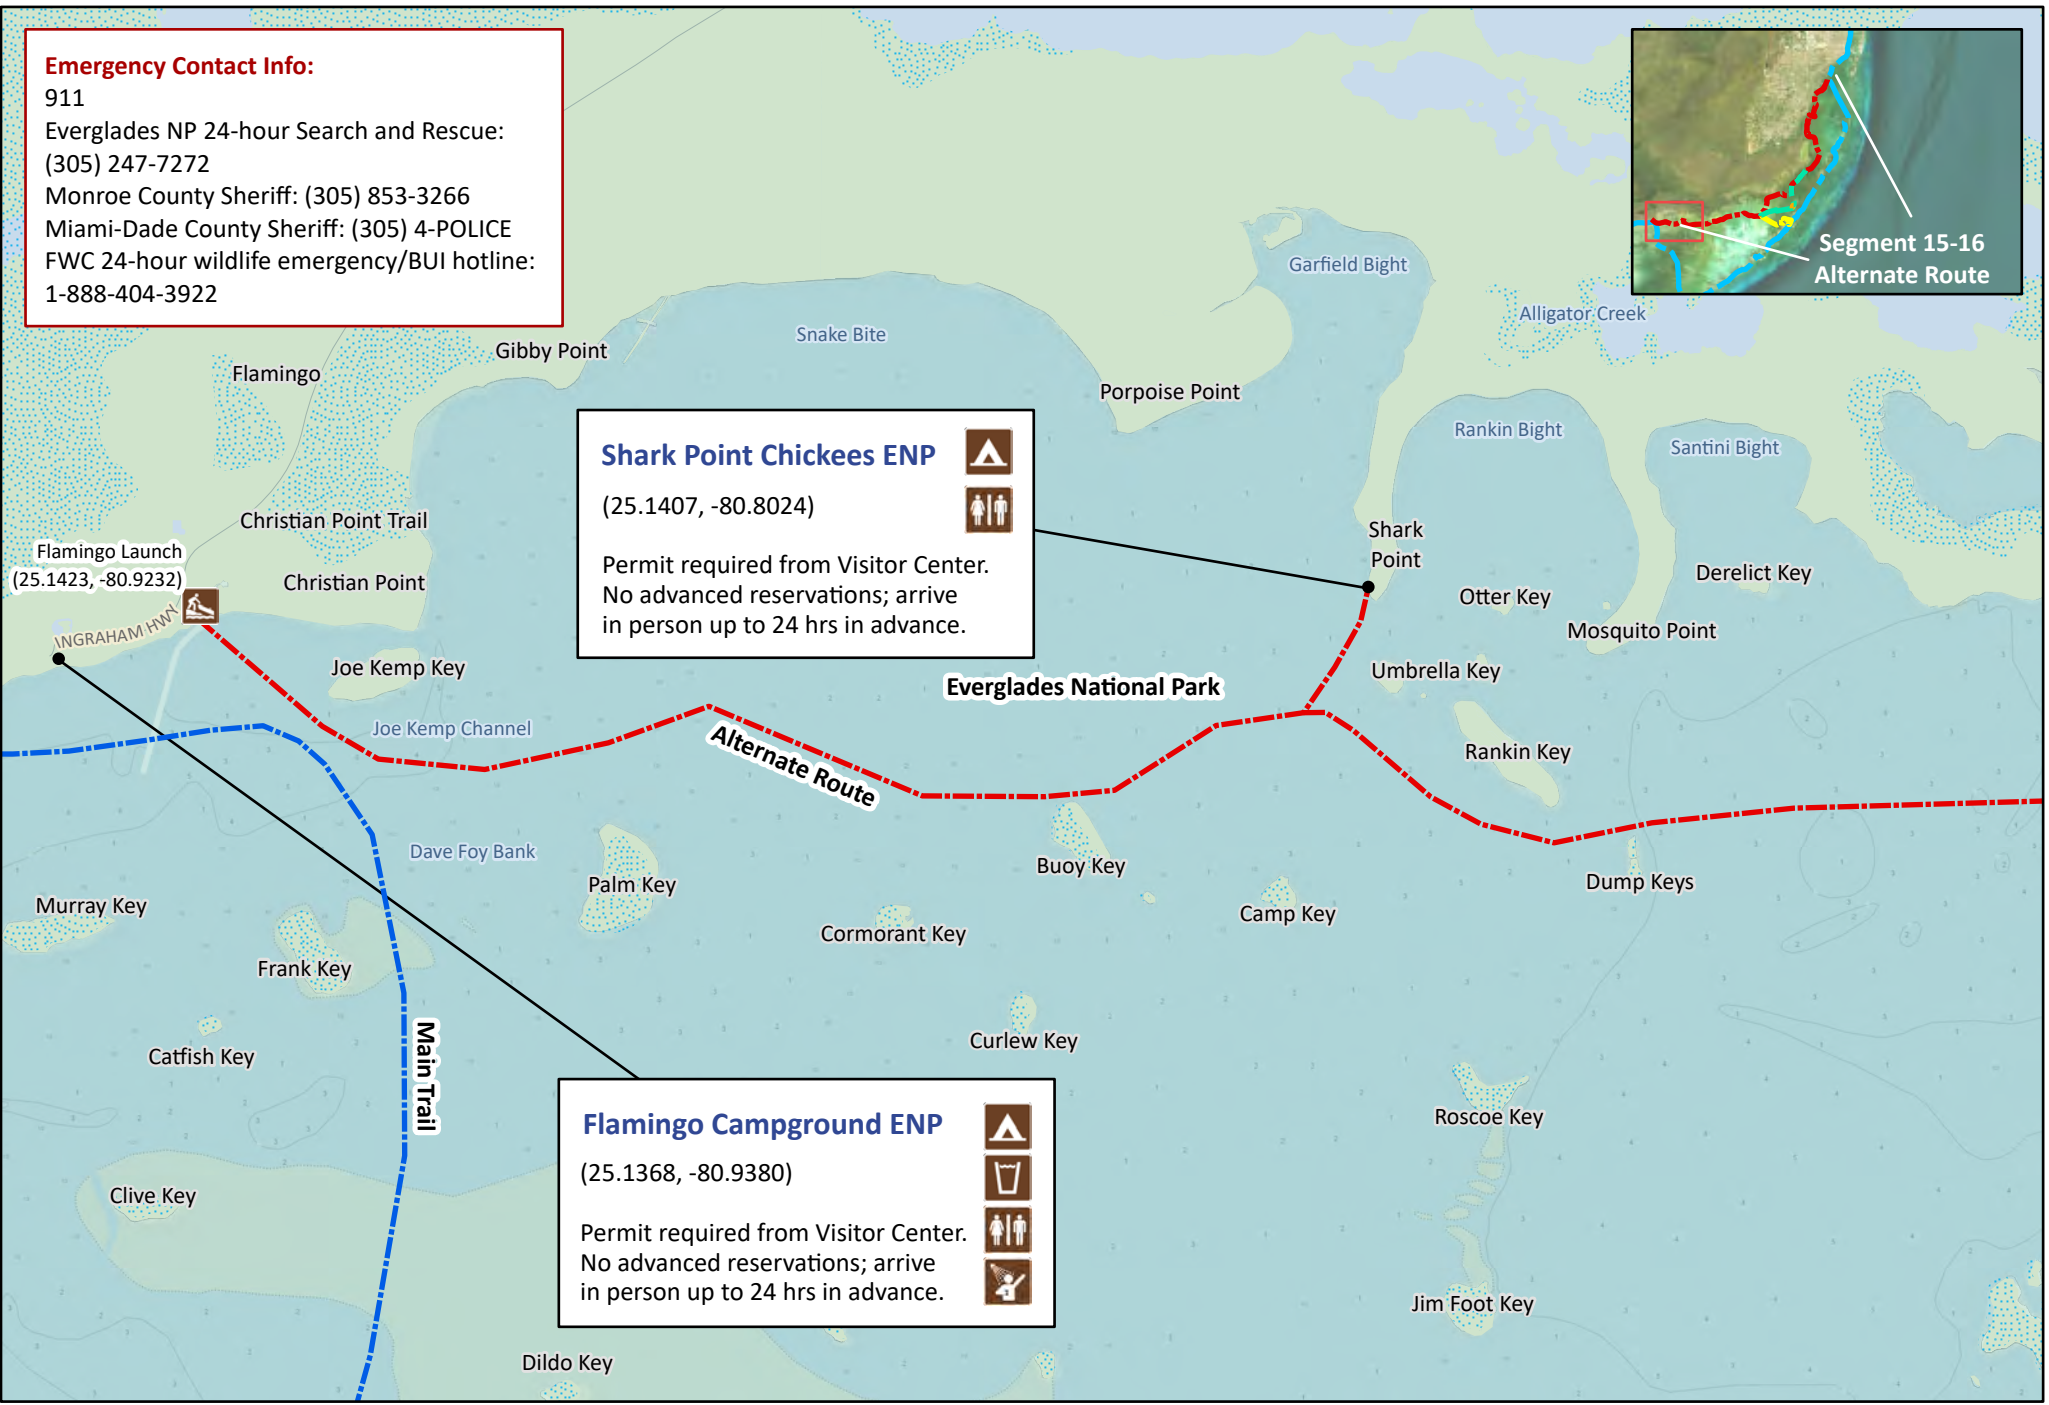 Emergency Contact Info:
911
Everglades NP 24-hour Search and Rescue:
(305) 247-7272
Monroe County Sheriff: (305) 853-3266
Miami-Dade County Sheriff: (305) 4-POLICE
FWC 24-hour wildlife emergency/BUI hotline:
1-888-404-3922
Segment 15-16
Alternate Route
Garfield Bight
Alligator Creek
Snake Bite
Gibby Point
Flamingo
Porpoise Point
Rankin Bight
Santini Bight
Shark Point Chickees ENP
(25.1407, -80.8024)
Permit required from Visitor Center.
No advanced reservations; arrive
in person up to 24 hrs in advance.
Christian Point Trail
Flamingo Launch
(25.1423, -80.9232)
Christian Point
INGRAHAM HWY
Shark
Point
Otter Key
Derelict Key
Mosquito Point
Joe Kemp Key
Umbrella Key
Everglades National Park
Joe Kemp Channel
Alternate Route
Rankin Key
Dave Foy Bank
Palm Key
Buoy Key
Dump Keys
Murray Key
Camp Key
Cormorant Key
Frank Key
Catfish Key
Curlew Key
Main Trail
Roscoe Key
Flamingo Campground ENP
(25.1368, -80.9380)
Permit required from Visitor Center.
No advanced reservations; arrive
in person up to 24 hrs in advance.
Clive Key
Jim Foot Key
Dildo Key